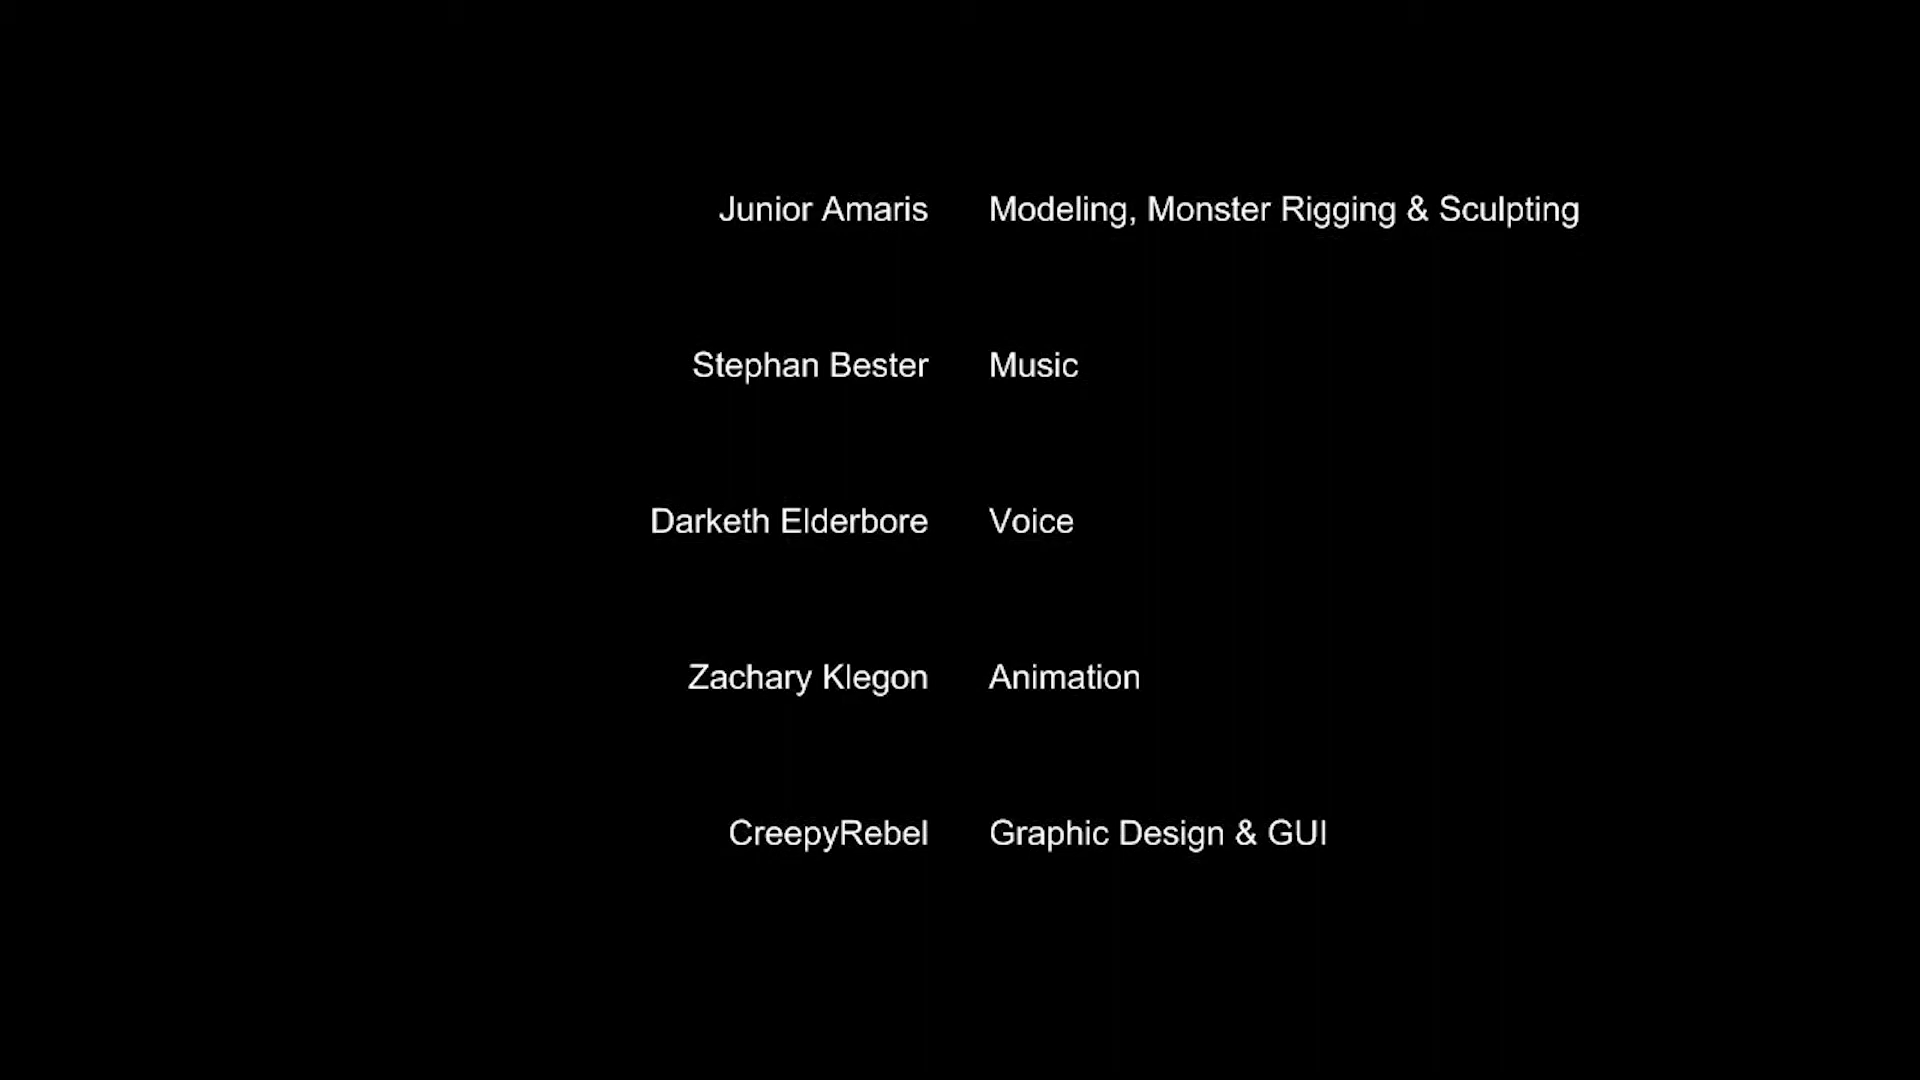 Junior Amaris Modeling, Monster Rigging & Sculpting
Stephan Bester Music
Darketh Elderbore Voice
Zachary Klegon Animation
CreepyRebel Graphic Design & GUI